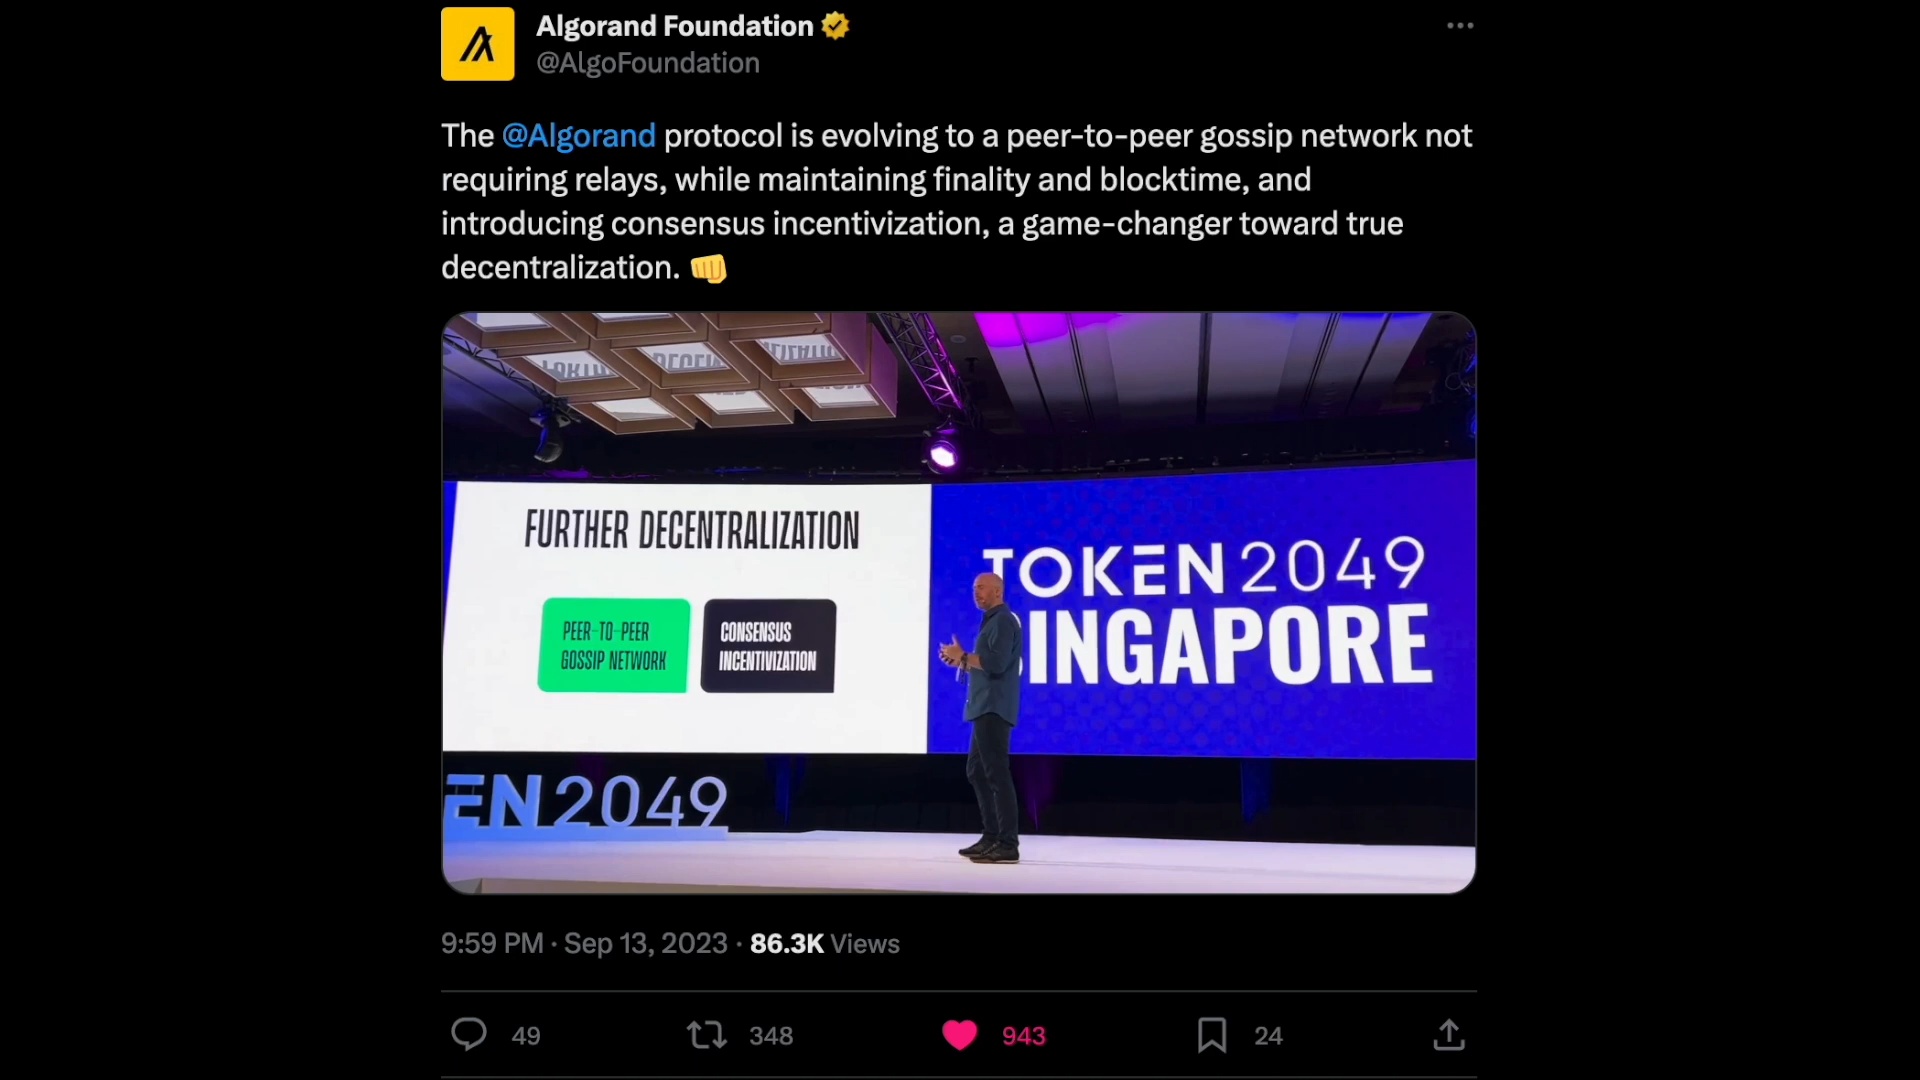 Algorand Foundation
@AlgoFoundation
The @Algorand protocol is evolving to a peer-to-peer gossip network not
requiring relays, while maintaining finality and blocktime, and
introducing consensus incentivization, a game-changer toward true
decentralization. 👊
FURTHER DECENTRALIZATION
PEER-TO-PEER
GOSSIP NETWORK
CONSENSUS
INCENTIVIZATION
TOKEN2049
INGAPORE
EN2049
9:59 PM · Sep 13, 2023 · 86.3K Views
49
348
943
24